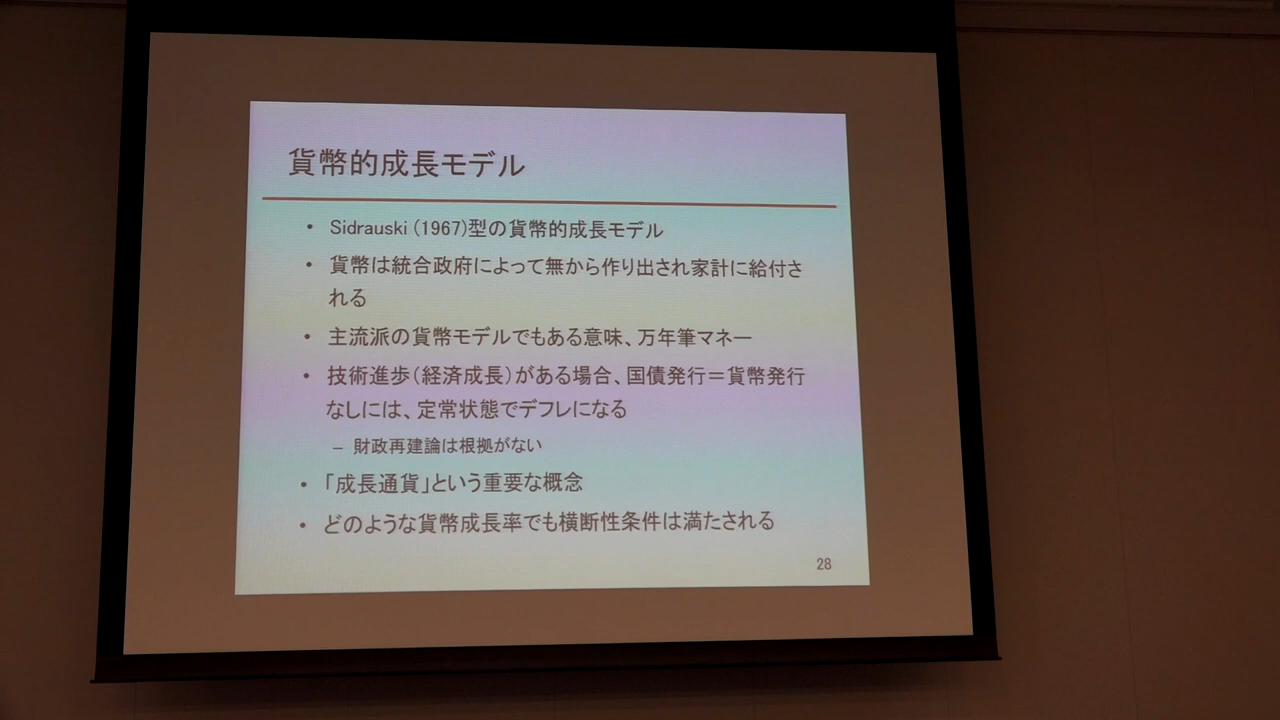 貨幣的成長モデル
• Sidrauski (1967)型の貨幣的成長モデル
• 貨幣は統合政府によって無から作り出され家計に給付さ
れる
• 主流派の貨幣モデルでもある意味、万年筆マネー
• 技術進歩(経済成長)がある場合、国債発行=貨幣発行
なしには、定常状態でデフレになる
– 財政再建論は根拠がない
• 「成長通貨」という重要な概念
• どのような貨幣成長率でも横断性条件は満たされる
28